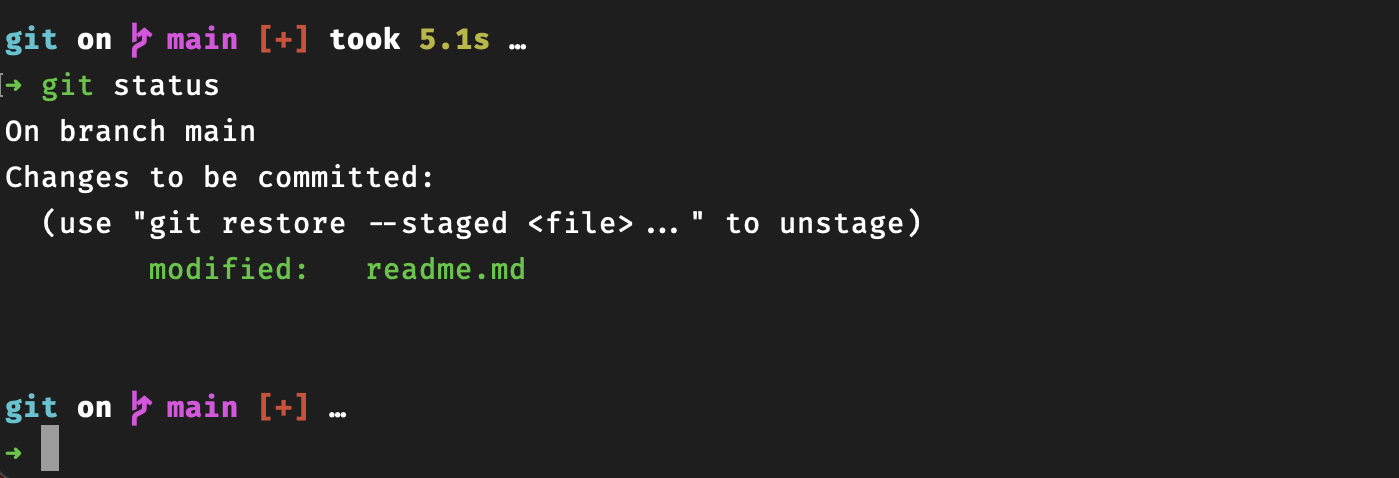 git on main [+] took 5.1s …
➜ git status
On branch main
Changes to be committed:
  (use "git restore --staged <file>..." to unstage)
        modified:   readme.md
git on main [+] …
➜